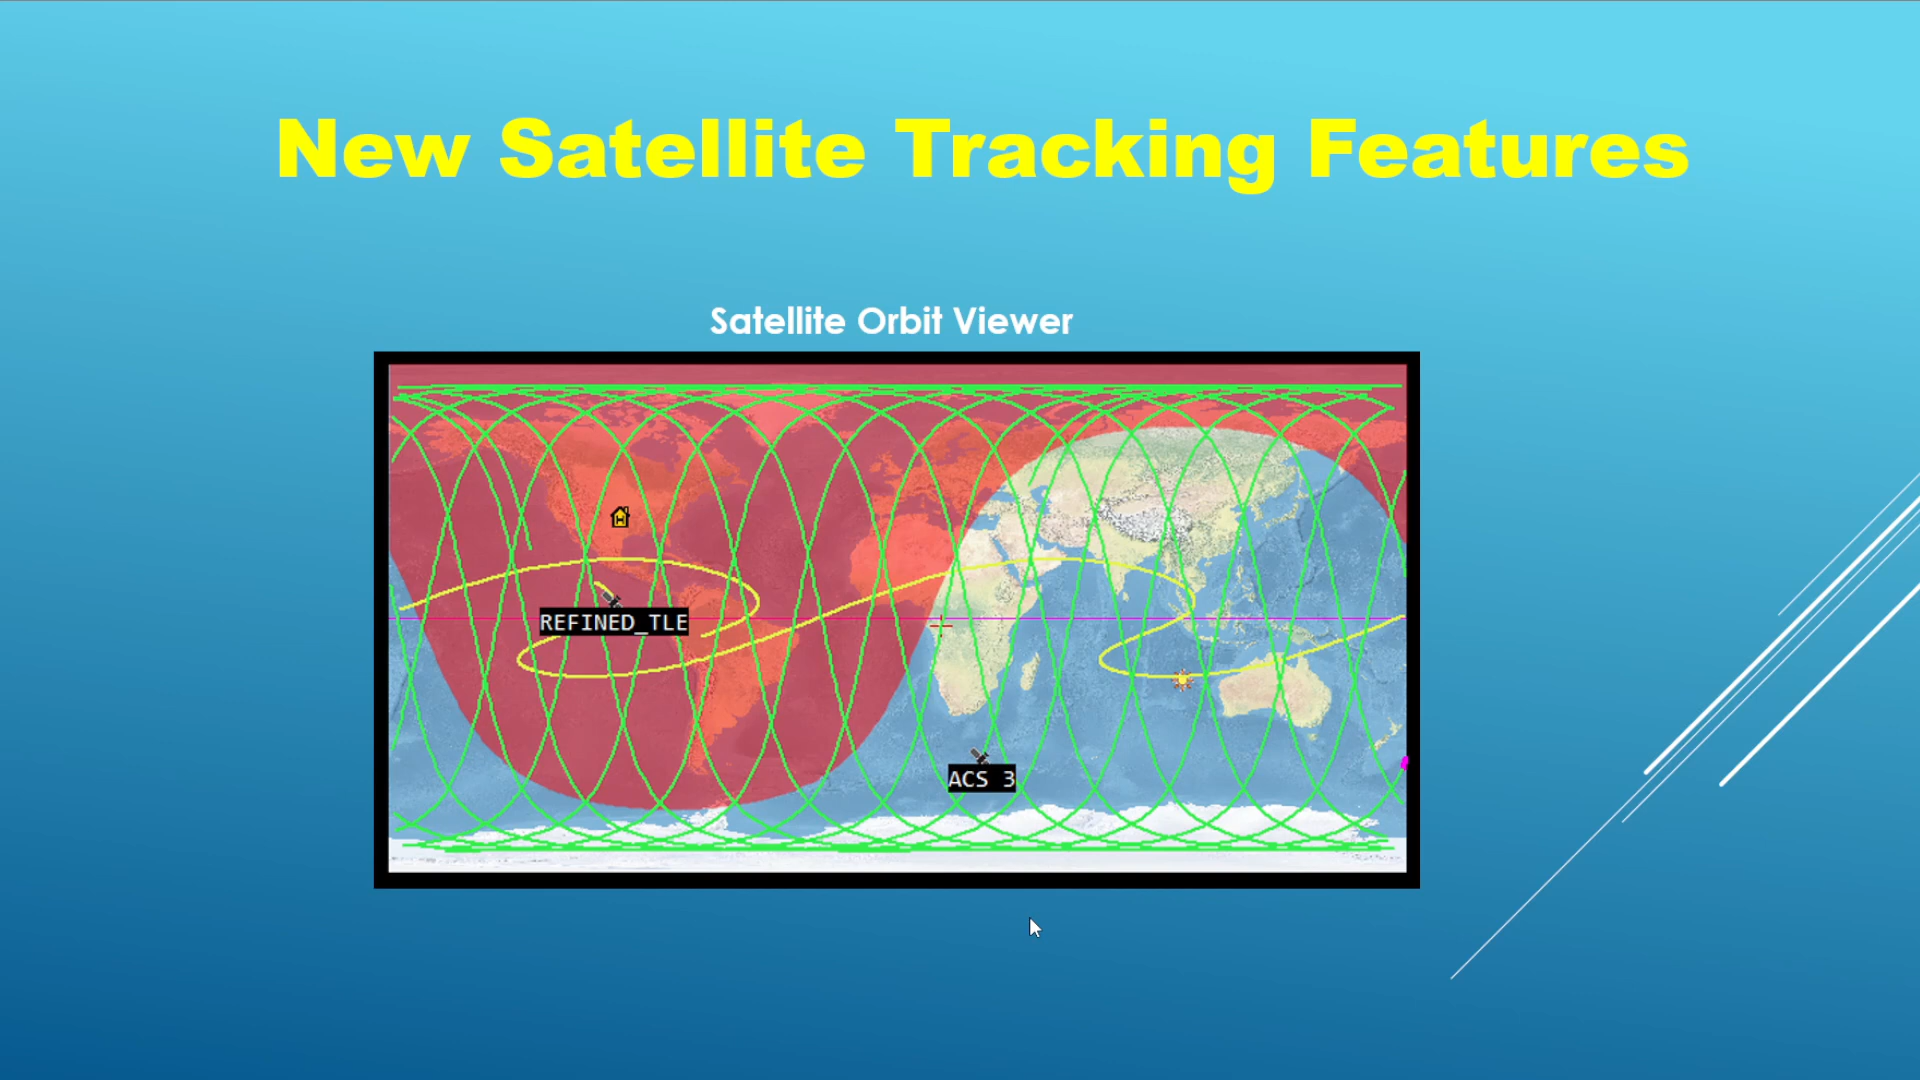 New Satellite Tracking Features
Satellite Orbit Viewer
REFINED_TLE
ACS 3